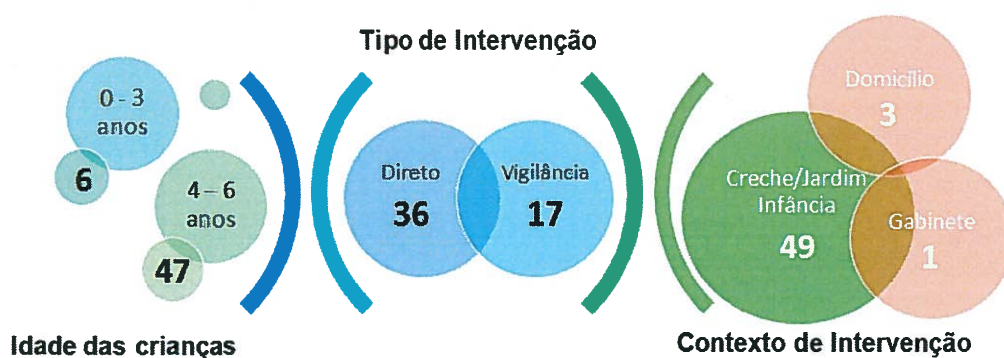 Tipo de Intervenção
0 - 3
anos
6
4 – 6
anos
47
Idade das crianças
Direto
36
Vigilância
17
Domicílio
3
Creche/Jardim
Infância
49
Gabinete
1
Contexto de Intervenção